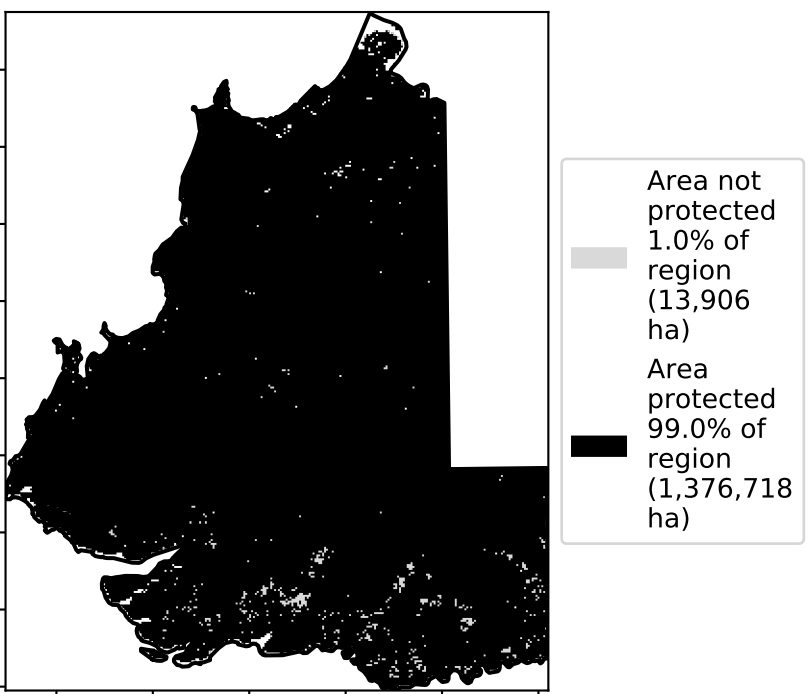 Area not
protected
1.0% of
region
(13,906
ha)
Area
protected
99.0% of
region
(1,376,718
ha)